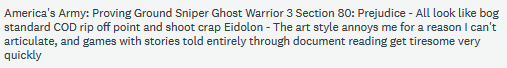 America's Army: Proving Ground Sniper Ghost Warrior 3 Section 80: Prejudice - All look like bog
standard COD rip off point and shoot crap Eidolon - The art style annoys me for a reason I can't
articulate, and games with stories told entirely through document reading get tiresome very
quickly